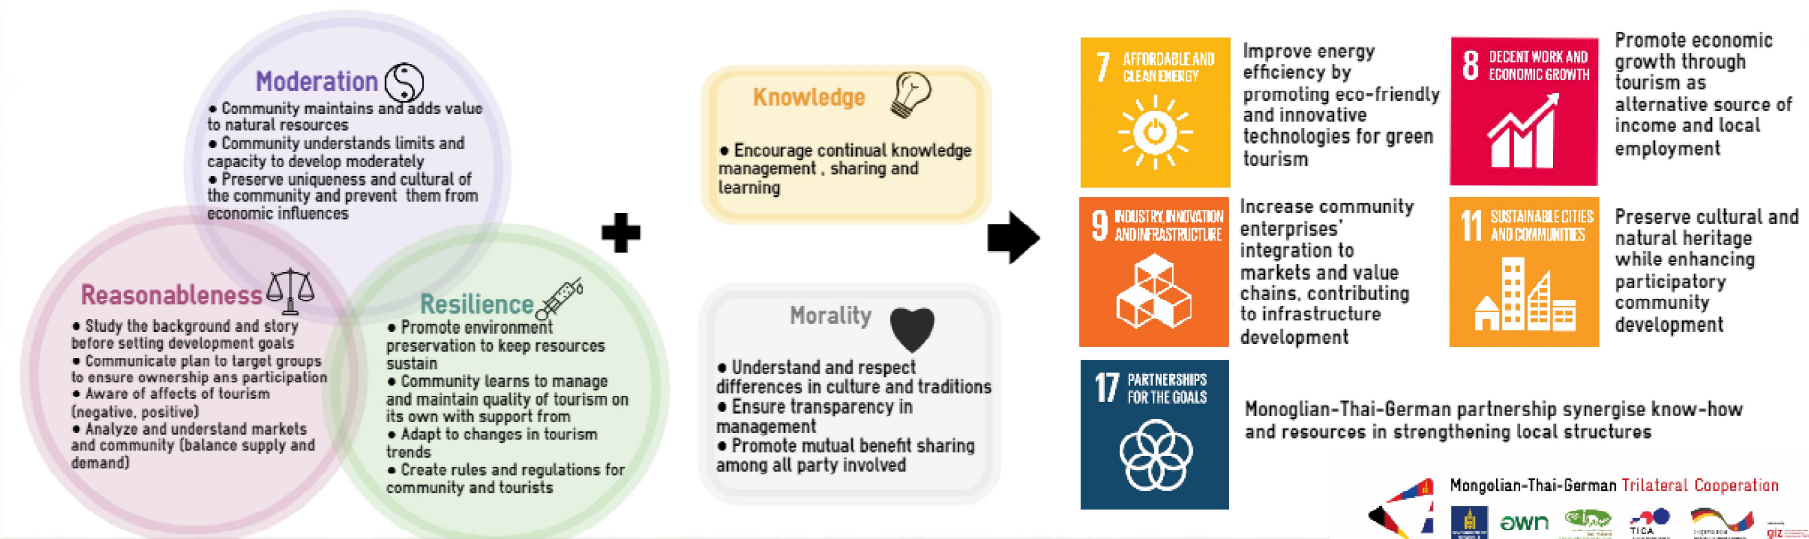 Moderation
● Community maintains and adds value
to natural resources
● Community understands limits and
capacity to develop moderately
● Preserve uniqueness and cultural of
the community and prevent them from
economic influences
Reasonableness
● Study the background and story
before setting development goals
● Communicate plan to target groups
to ensure ownership ans participation
● Aware of affects of tourism
(negative, positive)
● Analyze and understand markets
and community (balance supply and
demand)
Resilience
● Promote environment
preservation to keep resources
sustain
● Community learns to manage
and maintain quality of tourism on
its own with support from
● Adapt to changes in tourism
trends
● Create rules and regulations for
community and tourists
Knowledge
● Encourage continual knowledge
management , sharing and
learning
Morality
● Understand and respect
differences in culture and traditions
● Ensure transparency in
management
● Promote mutual benefit sharing
among all party involved
7 AFFORDABLE AND
CLEAN ENERGY
Improve energy
efficiency by
promoting eco-friendly
and innovative
technologies for green
tourism
8 DECENT WORK AND
ECONOMIC GROWTH
Promote economic
growth through
tourism as
alternative source of
income and local
employment
9 INDUSTRY, INNOVATION
AND INFRASTRUCTURE
Increase community
enterprises'
integration to
markets and value
chains, contributing
to infrastructure
development
11 SUSTAINABLE CITIES
AND COMMUNITIES
Preserve cultural and
natural heritage
while enhancing
participatory
community
development
17 PARTNERSHIPS
FOR THE GOALS
Monoglian-Thai-German partnership synergise know-how
and resources in strengthening local structures
Mongolian-Thai-German Trilateral Cooperation
TICA
giz